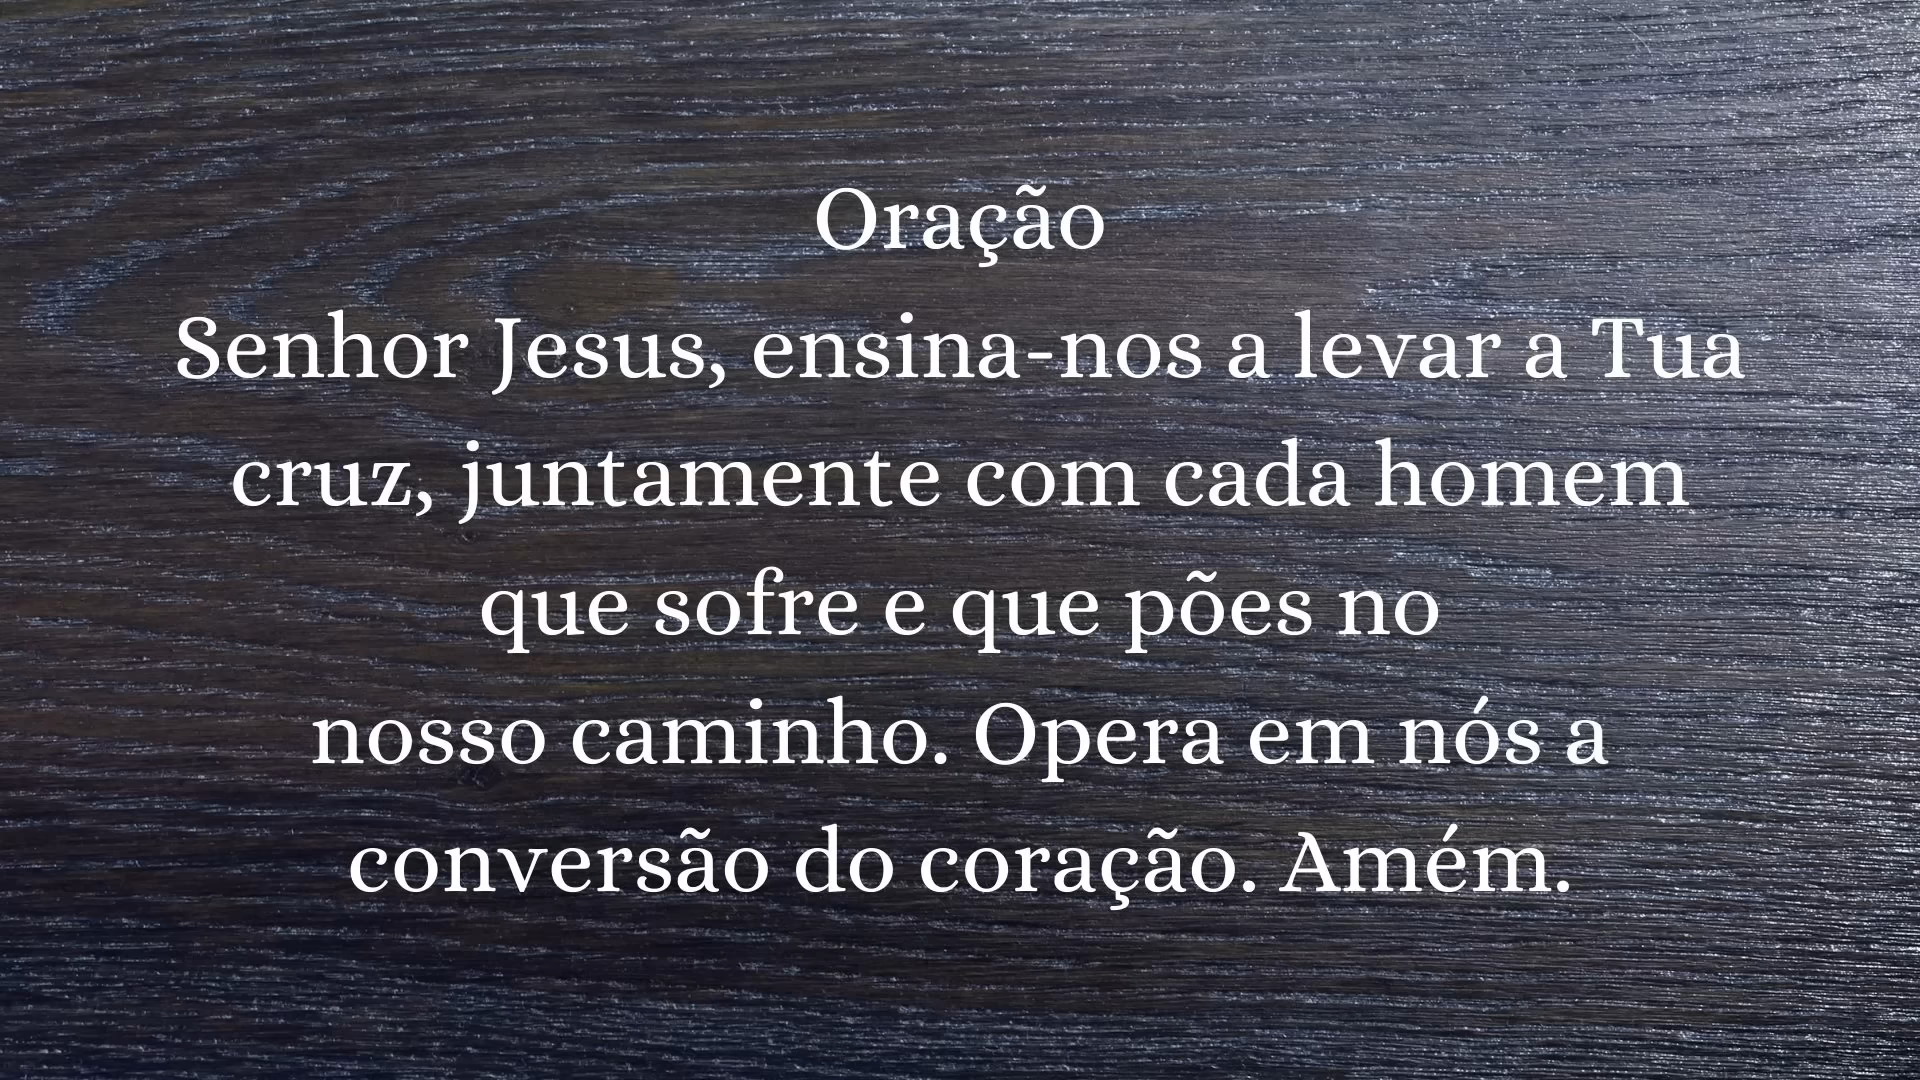 Oração
Senhor Jesus, ensina-nos a levar a Tua
cruz, juntamente com cada homem
que sofre e que pões no
nosso caminho. Opera em nós a
conversão do coração. Amém.